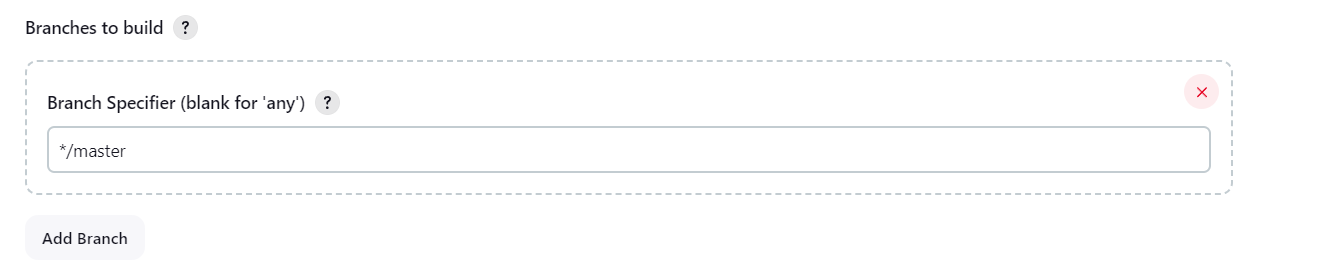 Branches to build ?
Branch Specifier (blank for 'any') ?
*/master
Add Branch